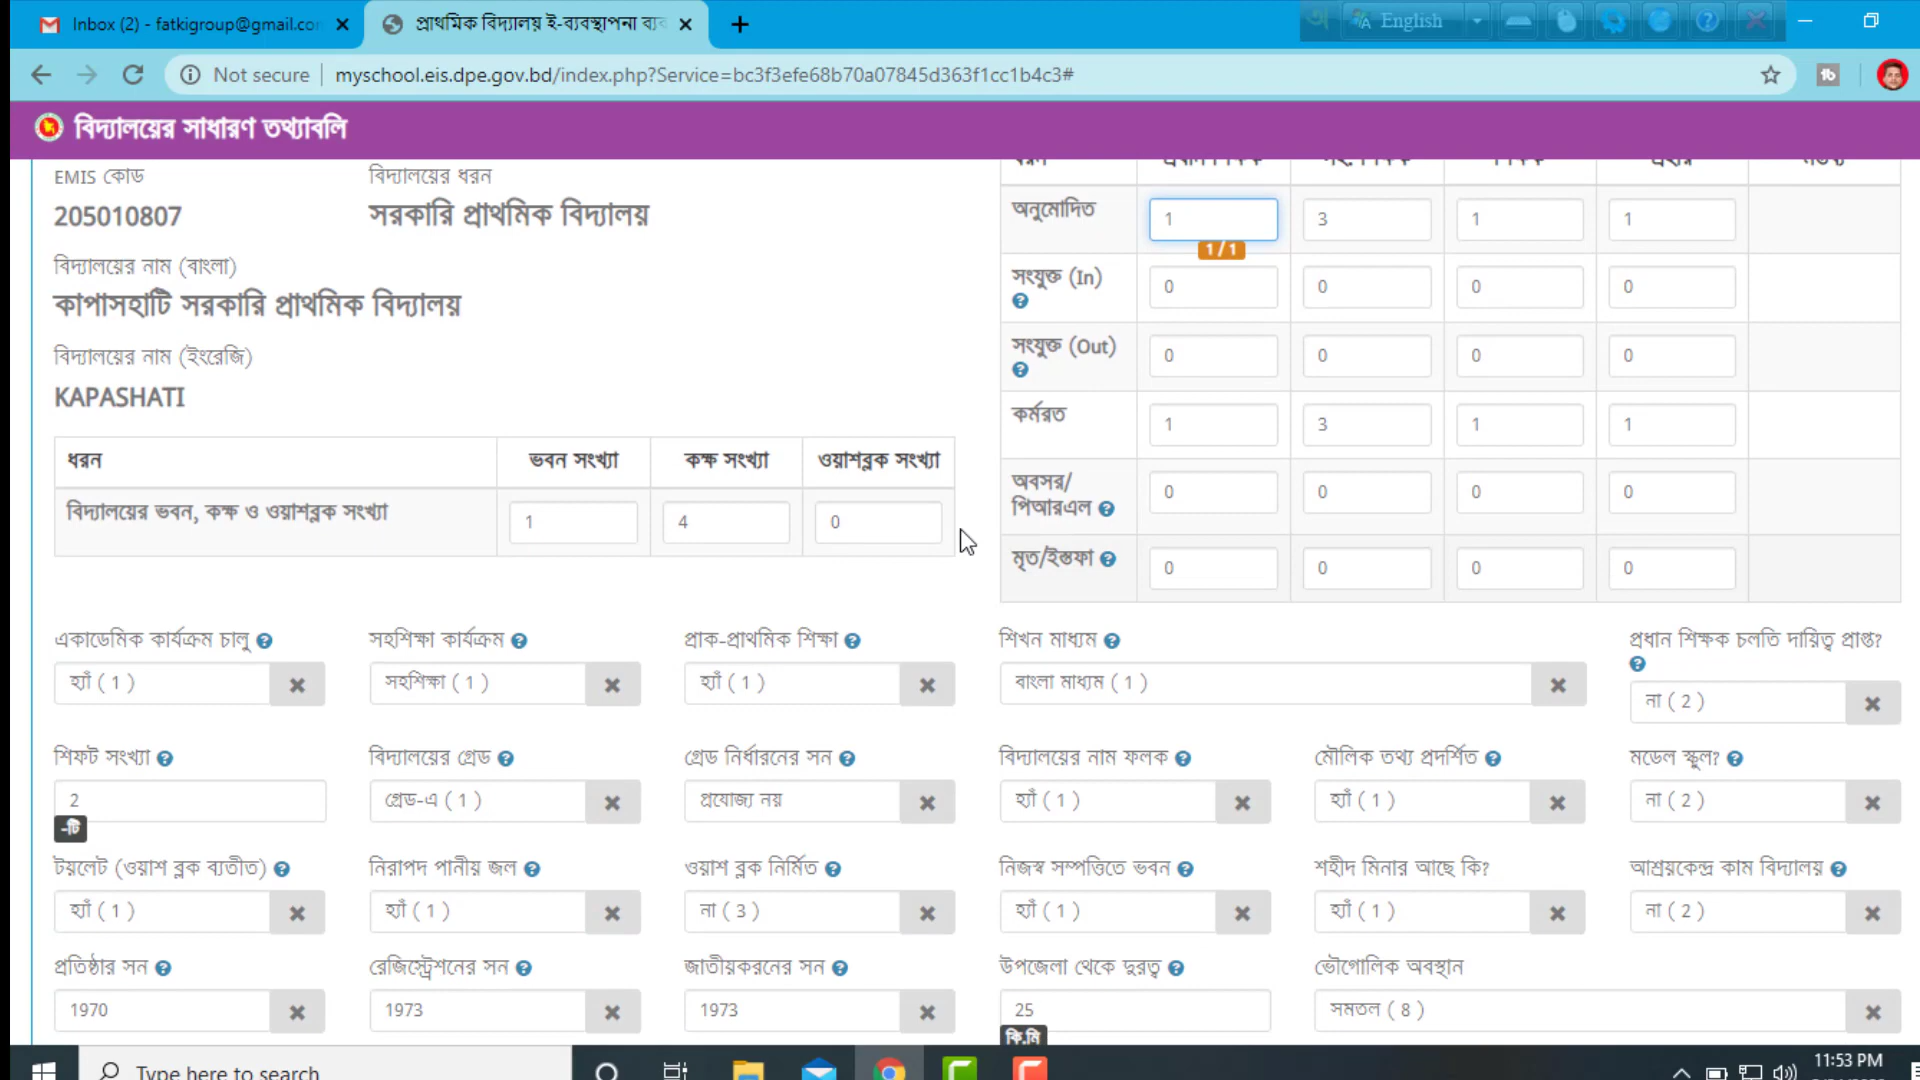 Inbox (2) - fatkigroup@gmail.co
প্রাথমিক বিদ্যালয় ই-ব্যবস্থাপনা
English
Not secure
myschool.eis.dpe.gov.bd/index.php?Service=bc3f3efe68b70a07845d363f1cc1b4c3#
বিদ্যালয়ের সাধারণ তথ্যাবলি
EMIS কোড
বিদ্যালয়ের ধরন
205010807
সরকারি প্রাথমিক বিদ্যালয়
বিদ্যালয়ের নাম (বাংলা)
কাপাসহাটি সরকারি প্রাথমিক বিদ্যালয়
বিদ্যালয়ের নাম (ইংরেজি)
KAPASHATI
ধরন ভবন সংখ্যা কক্ষ সংখ্যা ওয়াশব্লক সংখ্যা
বিদ্যালয়ের ভবন, কক্ষ ও ওয়াশব্লক সংখ্যা 1 4 0
অনুমোদিত 1 3 1 1
1 / 1
সংযুক্ত (In) 0 0 0 0
সংযুক্ত (Out) 0 0 0 0
কর্মরত 1 3 1 1
অবসর/
পিআরএল 0 0 0 0
মৃত/ইস্তফা 0 0 0 0
একাডেমিক কার্যক্রম চালু সহশিক্ষা কার্যক্রম প্রাক-প্রাথমিক শিক্ষা শিখন মাধ্যম প্রধান শিক্ষক চলতি দায়িত্ব প্রাপ্ত?
হ্যাঁ ( 1 ) সহশিক্ষা ( 1 ) হ্যাঁ ( 1 ) বাংলা মাধ্যম ( 1 ) না ( 2 )
শিফট সংখ্যা বিদ্যালয়ের গ্রেড গ্রেড নির্ধারনের সন বিদ্যালয়ের নাম ফলক মৌলিক তথ্য প্রদর্শিত মডেল স্কুল?
2 গ্রেড-এ ( 1 ) প্রযোজ্য নয় হ্যাঁ ( 1 ) হ্যাঁ ( 1 ) না ( 2 )
-টি
টয়লেট (ওয়াশ ব্লক ব্যতীত) নিরাপদ পানীয় জল ওয়াশ ব্লক নির্মিত নিজস্ব সম্পত্তিতে ভবন শহীদ মিনার আছে কি? আশ্রয়কেন্দ্র কাম বিদ্যালয়
হ্যাঁ ( 1 ) হ্যাঁ ( 1 ) না ( 3 ) হ্যাঁ ( 1 ) হ্যাঁ ( 1 ) না ( 2 )
প্রতিষ্ঠার সন রেজিস্ট্রেশনের সন জাতীয়করনের সন উপজেলা থেকে দুরত্ব ভৌগোলিক অবস্থান
1970 1973 1973 25 সমতল ( 8 )
কি.মি
Type here to search
11:53 PM